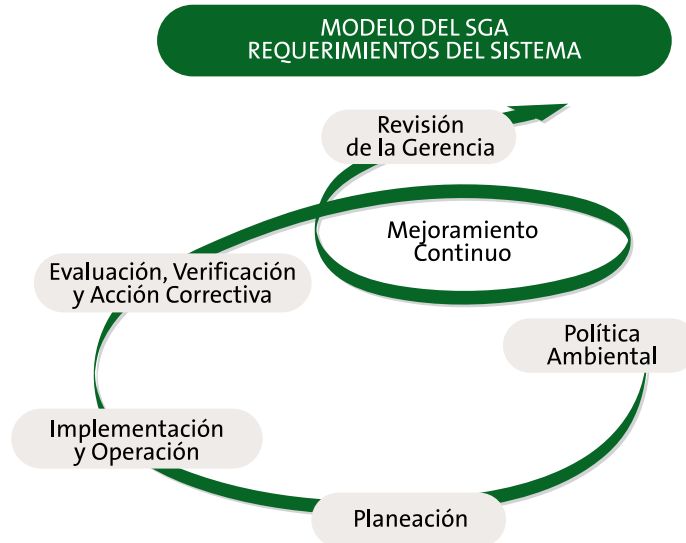 MODELO DEL SGA
REQUERIMIENTOS DEL SISTEMA
Revisión
de la Gerencia
Mejoramiento
Continuo
Evaluación, Verificación
y Acción Correctiva
Política
Ambiental
Implementación
y Operación
Planeación